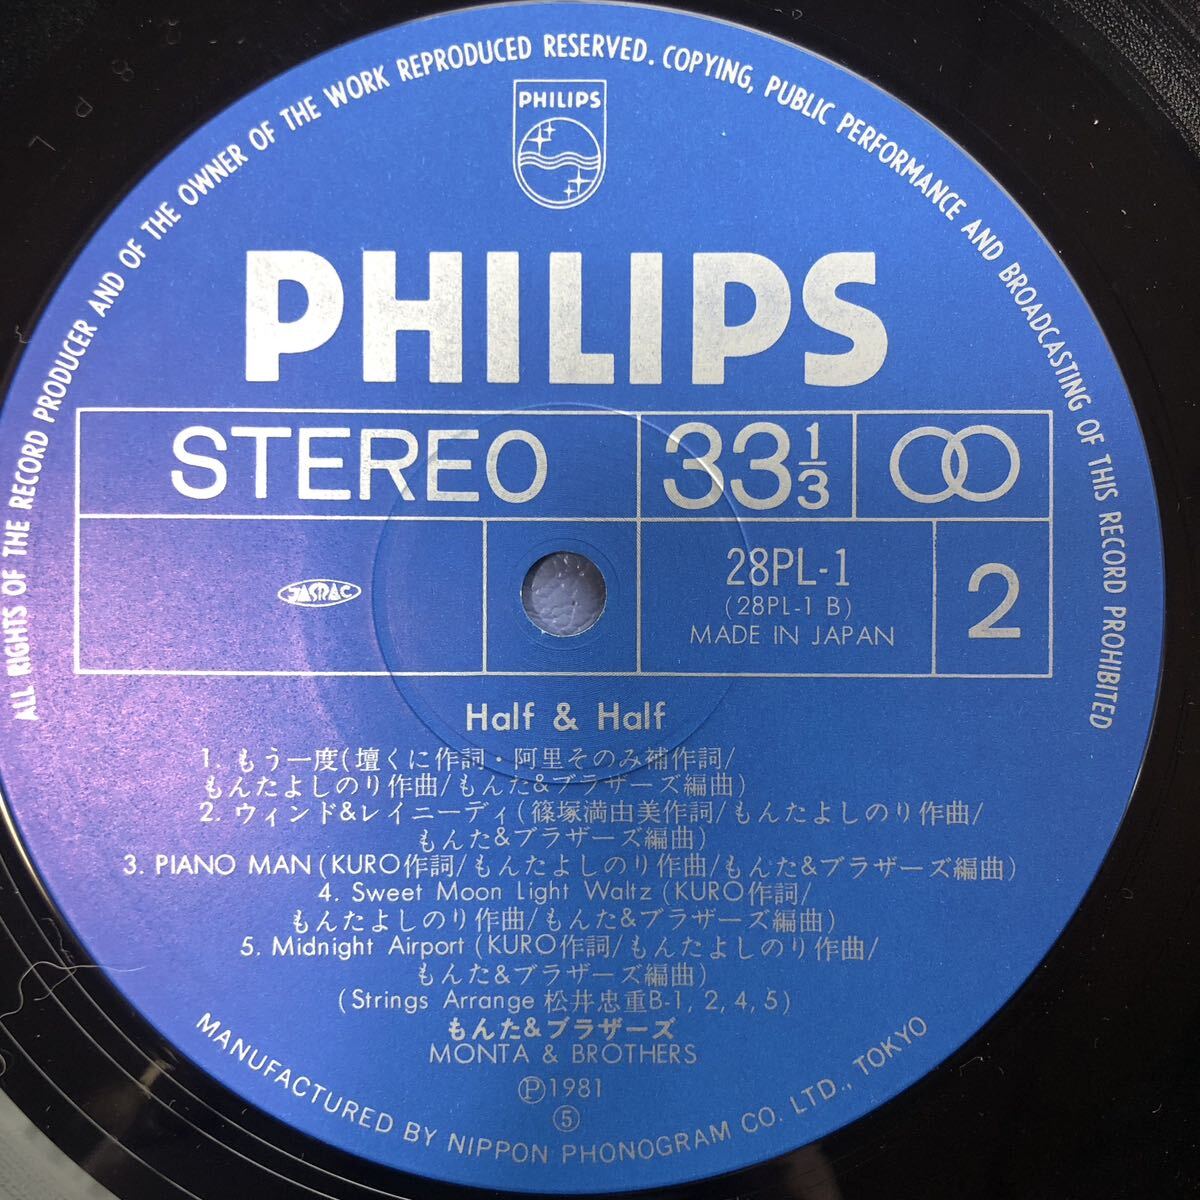 ALL RIGHTS OF THE RECORD PRODUCER AND OF THE OWNER OF THE WORK REPRODUCED RESERVED. COPYING, PUBLIC PERFORMANCE AND BROADCASTING OF THIS RECORD PROHIBITED
PHILIPS
PHILIPS
STEREO 33 1/3
JASRAC
28PL-1
(28PL-1 B)
MADE IN JAPAN
2
Half & Half
1. もう一度(壇くに作詞・阿里そのみ補作詞/
もんたよしのり作曲/もんた&ブラザーズ編曲)
2. ウィンド&レイニーディ(篠塚満由美作詞/もんたよしのり作曲/
もんた&ブラザーズ編曲)
3. PIANO MAN(KURO作詞/もんたよしのり作曲/もんた&ブラザーズ編曲)
4. Sweet Moon Light Waltz(KURO作詞/
もんたよしのり作曲/もんた&ブラザーズ編曲)
5. Midnight Airport(KURO作詞/もんたよしのり作曲/
もんた&ブラザーズ編曲)
(Strings Arrange 松井忠重B-1, 2, 4, 5)
もんた&ブラザーズ
MONTA & BROTHERS
Ⓟ1981
⑤
MANUFACTURED BY NIPPON PHONOGRAM CO. LTD., TOKYO